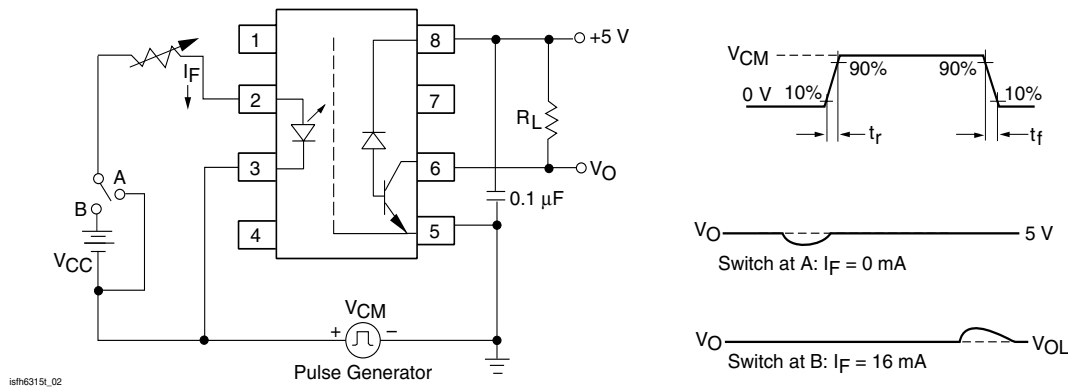 1
2
3
4
8
7
6
5
IF
A
B
VCC
+5 V
RL
VO
0.1 µF
VCM
+
−
Pulse Generator
isfh6315t_02
VCM
0 V
10%
90%
90%
10%
tr
tf
VO
5 V
Switch at A: IF = 0 mA
VO
VOL
Switch at B: IF = 16 mA